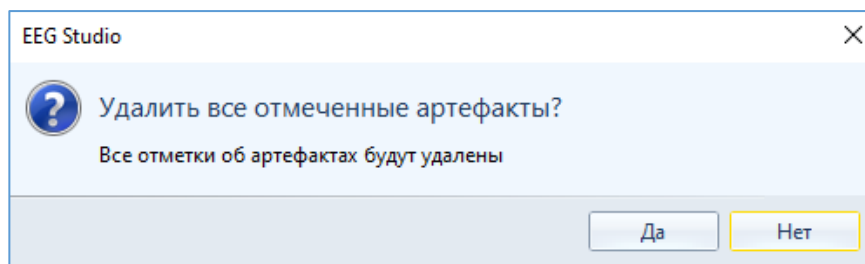 EEG Studio
Удалить все отмеченные артефакты?
Все отметки об артефактах будут удалены
Да
Нет